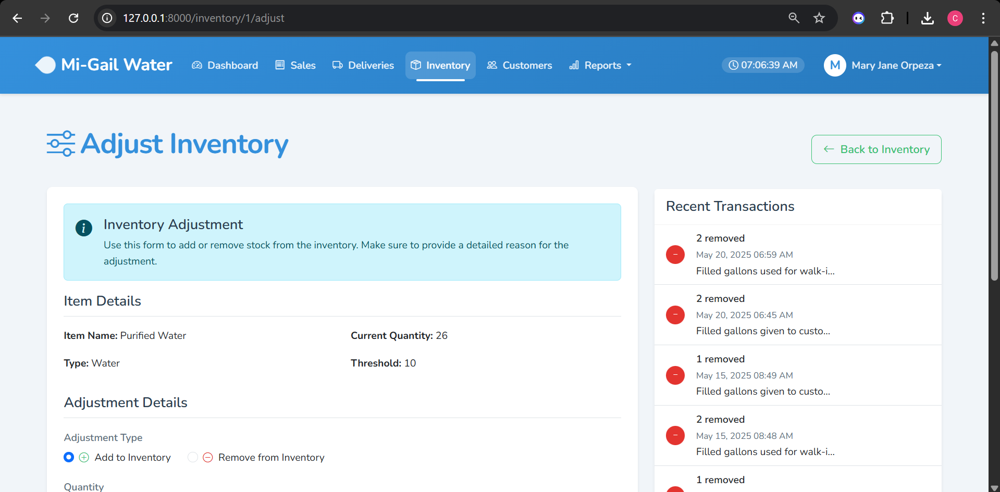 127.0.0.1:8000/inventory/1/adjust
C
Mi-Gail Water
Dashboard
Sales
Deliveries
Inventory
Customers
Reports
07:06:39 AM
M
Mary Jane Orpeza
Adjust Inventory
Back to Inventory
Inventory Adjustment
Use this form to add or remove stock from the inventory. Make sure to provide a detailed reason for the
adjustment.
Item Details
Item Name: Purified Water
Current Quantity: 26
Type: Water
Threshold: 10
Adjustment Details
Adjustment Type
Add to Inventory
Remove from Inventory
Quantity
Recent Transactions
2 removed
May 20, 2025 06:59 AM
Filled gallons used for walk-i...
2 removed
May 20, 2025 06:45 AM
Filled gallons given to custo...
1 removed
May 15, 2025 08:49 AM
Filled gallons given to custo...
2 removed
May 15, 2025 08:48 AM
Filled gallons used for walk-i...
1 removed